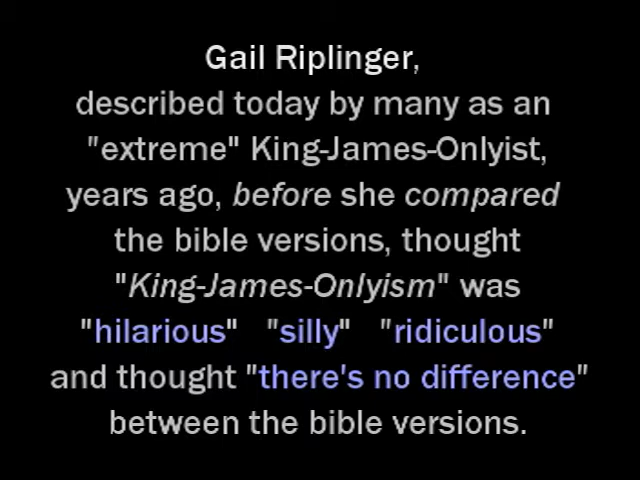 Gail Riplinger,
described today by many as an
"extreme" King-James-Onlyist,
years ago, before she compared
the bible versions, thought
"King-James-Onlyism" was
"hilarious" "silly" "ridiculous"
and thought "there's no difference"
between the bible versions.